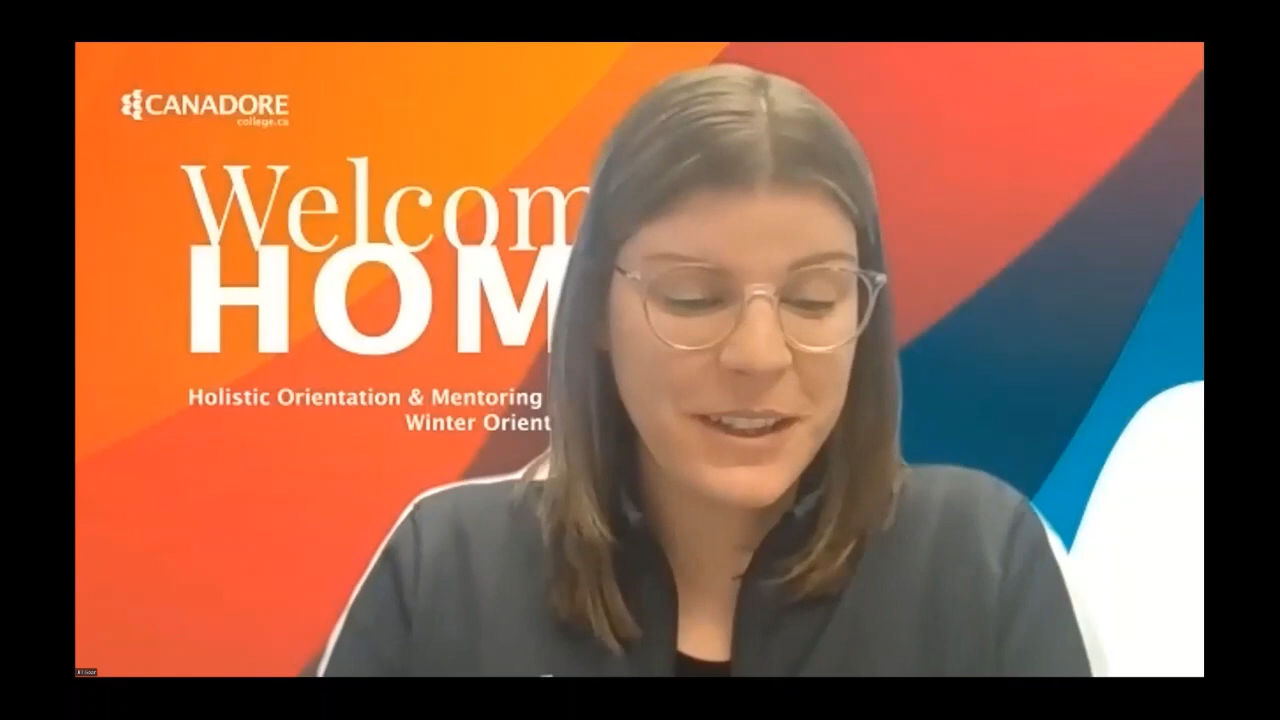 CANADORE
college.ca
Welcom
HOM
Holistic Orientation & Mentoring
Winter Orient